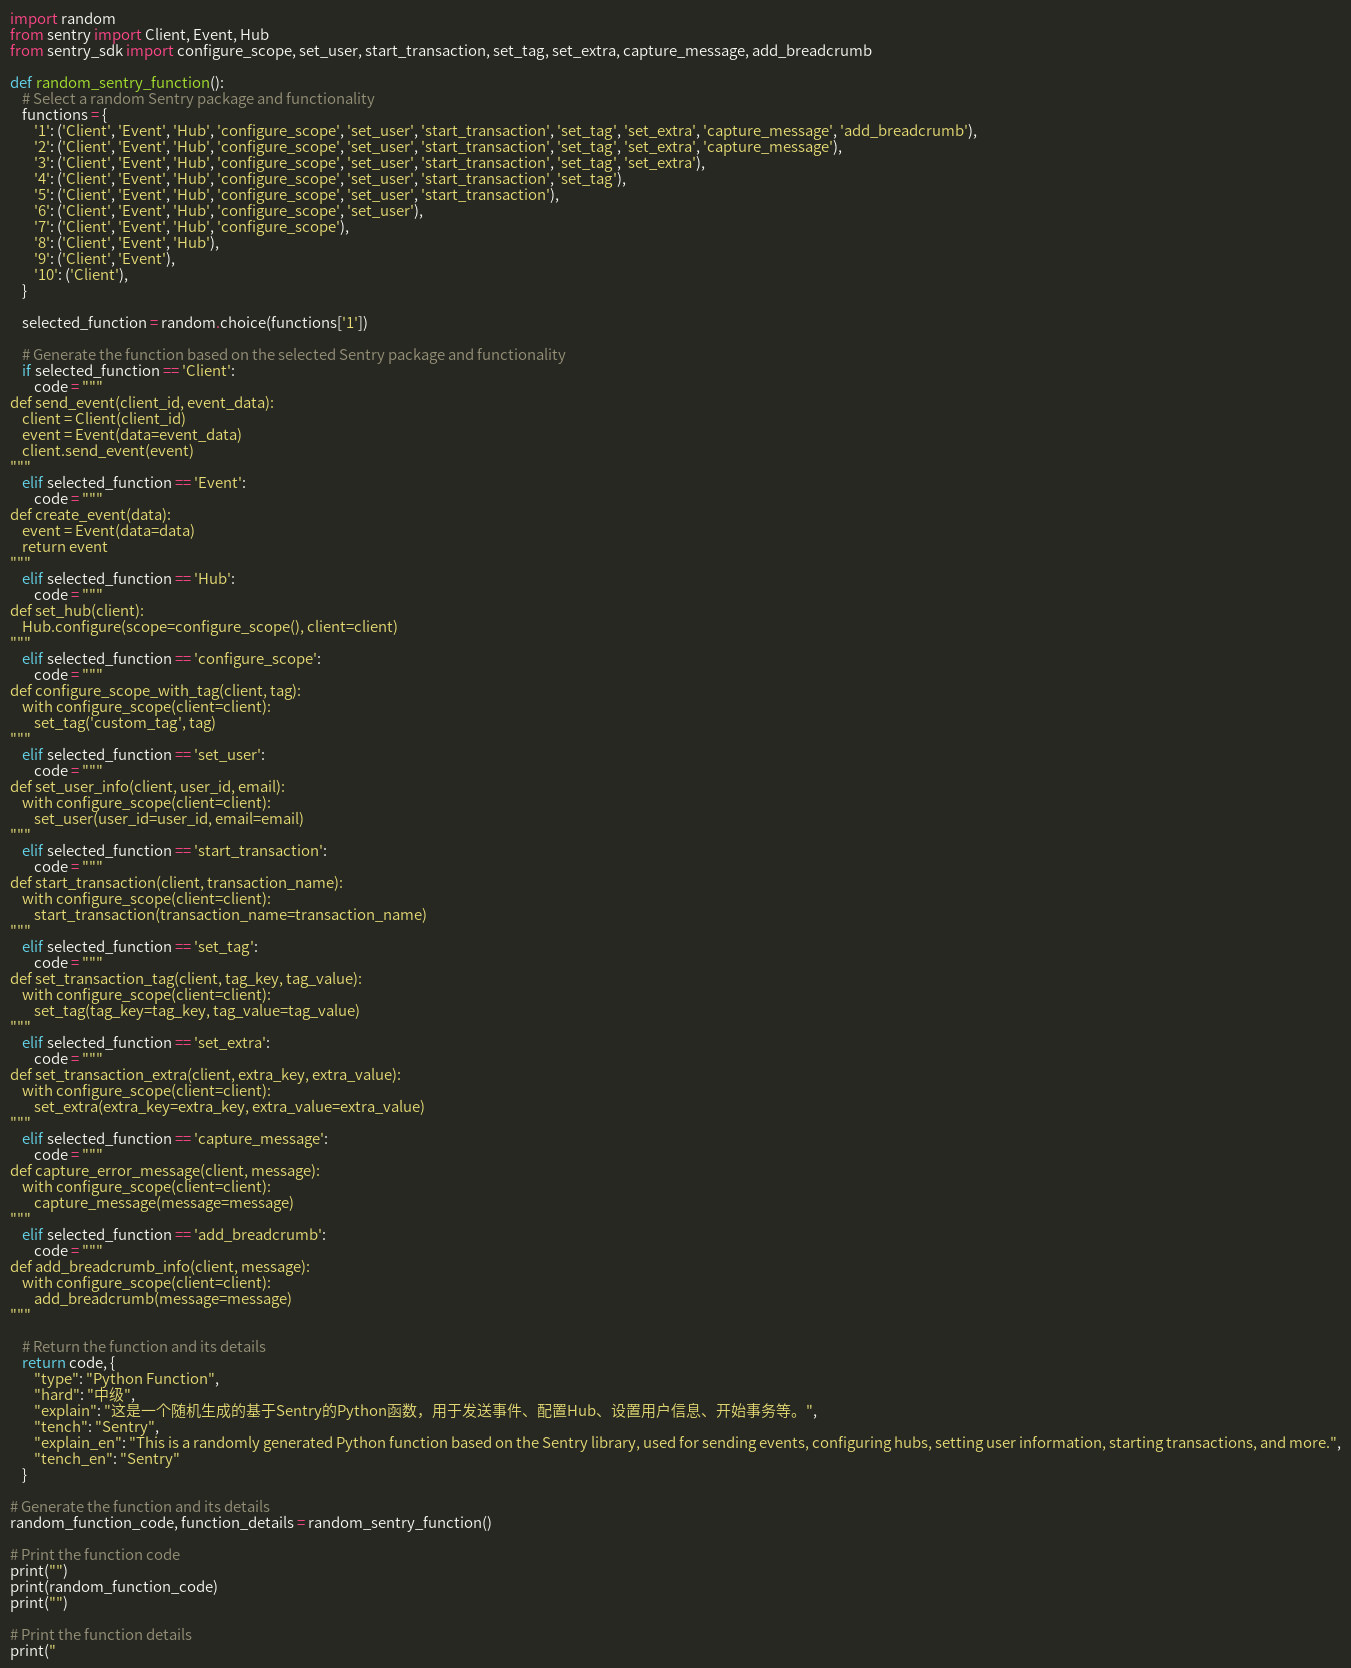 import random
from sentry import Client, Event, Hub
from sentry_sdk import configure_scope, set_user, start_transaction, set_tag, set_extra, capture_message, add_breadcrumb

def random_sentry_function():
    # Select a random Sentry package and functionality
    functions = {
        '1': ('Client', 'Event', 'Hub', 'configure_scope', 'set_user', 'start_transaction', 'set_tag', 'set_extra', 'capture_message', 'add_breadcrumb'),
        '2': ('Client', 'Event', 'Hub', 'configure_scope', 'set_user', 'start_transaction', 'set_tag', 'set_extra', 'capture_message'),
        '3': ('Client', 'Event', 'Hub', 'configure_scope', 'set_user', 'start_transaction', 'set_tag', 'set_extra'),
        '4': ('Client', 'Event', 'Hub', 'configure_scope', 'set_user', 'start_transaction', 'set_tag'),
        '5': ('Client', 'Event', 'Hub', 'configure_scope', 'set_user', 'start_transaction'),
        '6': ('Client', 'Event', 'Hub', 'configure_scope', 'set_user'),
        '7': ('Client', 'Event', 'Hub', 'configure_scope'),
        '8': ('Client', 'Event', 'Hub'),
        '9': ('Client', 'Event'),
        '10': ('Client'),
    }

    selected_function = random.choice(functions['1'])

    # Generate the function based on the selected Sentry package and functionality
    if selected_function == 'Client':
        code = """
def send_event(client_id, event_data):
    client = Client(client_id)
    event = Event(data=event_data)
    client.send_event(event)
"""
    elif selected_function == 'Event':
        code = """
def create_event(data):
    event = Event(data=data)
    return event
"""
    elif selected_function == 'Hub':
        code = """
def set_hub(client):
    Hub.configure(scope=configure_scope(), client=client)
"""
    elif selected_function == 'configure_scope':
        code = """
def configure_scope_with_tag(client, tag):
    with configure_scope(client=client):
        set_tag('custom_tag', tag)
"""
    elif selected_function == 'set_user':
        code = """
def set_user_info(client, user_id, email):
    with configure_scope(client=client):
        set_user(user_id=user_id, email=email)
"""
    elif selected_function == 'start_transaction':
        code = """
def start_transaction(client, transaction_name):
    with configure_scope(client=client):
        start_transaction(transaction_name=transaction_name)
"""
    elif selected_function == 'set_tag':
        code = """
def set_transaction_tag(client, tag_key, tag_value):
    with configure_scope(client=client):
        set_tag(tag_key=tag_key, tag_value=tag_value)
"""
    elif selected_function == 'set_extra':
        code = """
def set_transaction_extra(client, extra_key, extra_value):
    with configure_scope(client=client):
        set_extra(extra_key=extra_key, extra_value=extra_value)
"""
    elif selected_function == 'capture_message':
        code = """
def capture_error_message(client, message):
    with configure_scope(client=client):
        capture_message(message=message)
"""
    elif selected_function == 'add_breadcrumb':
        code = """
def add_breadcrumb_info(client, message):
    with configure_scope(client=client):
        add_breadcrumb(message=message)
"""

    # Return the function and its details
    return code, {
        "type": "Python Function",
        "hard": "中级",
        "explain": "这是一个随机生成的基于Sentry的Python函数，用于发送事件、配置Hub、设置用户信息、开始事务等。",
        "tench": "Sentry",
        "explain_en": "This is a randomly generated Python function based on the Sentry library, used for sending events, configuring hubs, setting user information, starting transactions, and more.",
        "tench_en": "Sentry"
    }

# Generate the function and its details
random_function_code, function_details = random_sentry_function()

# Print the function code
print("")
print(random_function_code)
print("")

# Print the function details
print("